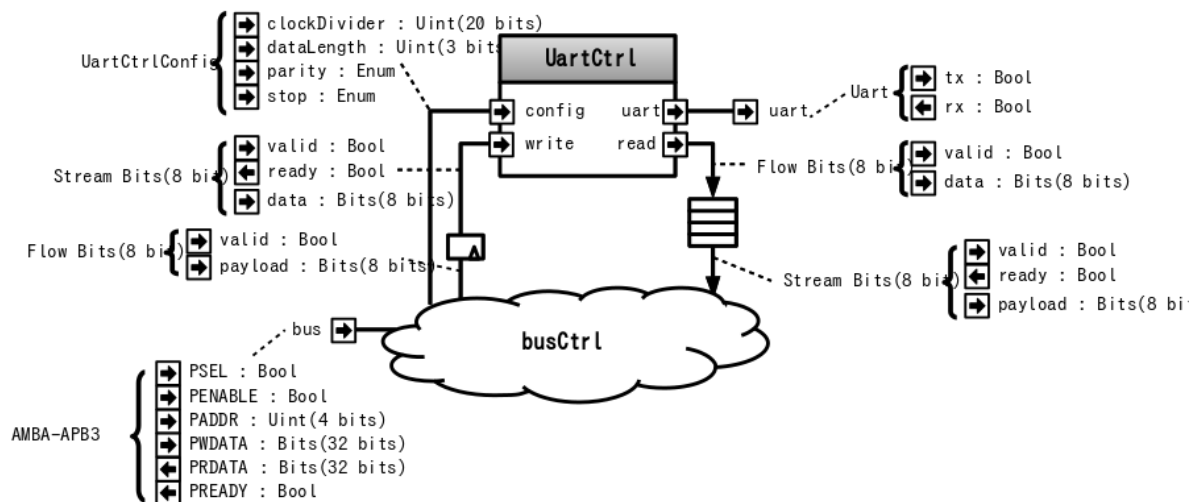 clockDivider : Uint(20 bits)
dataLength : Uint(3 bits
UartCtrlConfig
parity : Enum
stop : Enum
UartCtrl
config
uart
write
read
uart
Uart
tx : Bool
rx : Bool
Stream Bits(8 bit)
valid : Bool
ready : Bool
data : Bits(8 bits)
Flow Bits(8 bit)
valid : Bool
data : Bits(8 bits)
Flow Bits(8 bit)
valid : Bool
payload : Bits(8 bits)
Stream Bits(8 bit)
valid : Bool
ready : Bool
payload : Bits(8 bit
bus
busCtrl
AMBA-APB3
PSEL : Bool
PENABLE : Bool
PADDR : Uint(4 bits)
PWDATA : Bits(32 bits)
PRDATA : Bits(32 bits)
PREADY : Bool